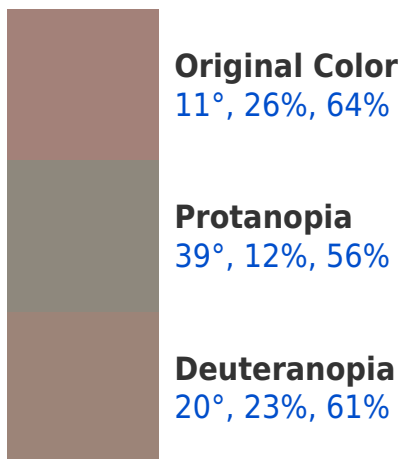 Original Color
11°, 26%, 64%
Protanopia
39°, 12%, 56%
Deuteranopia
20°, 23%, 61%